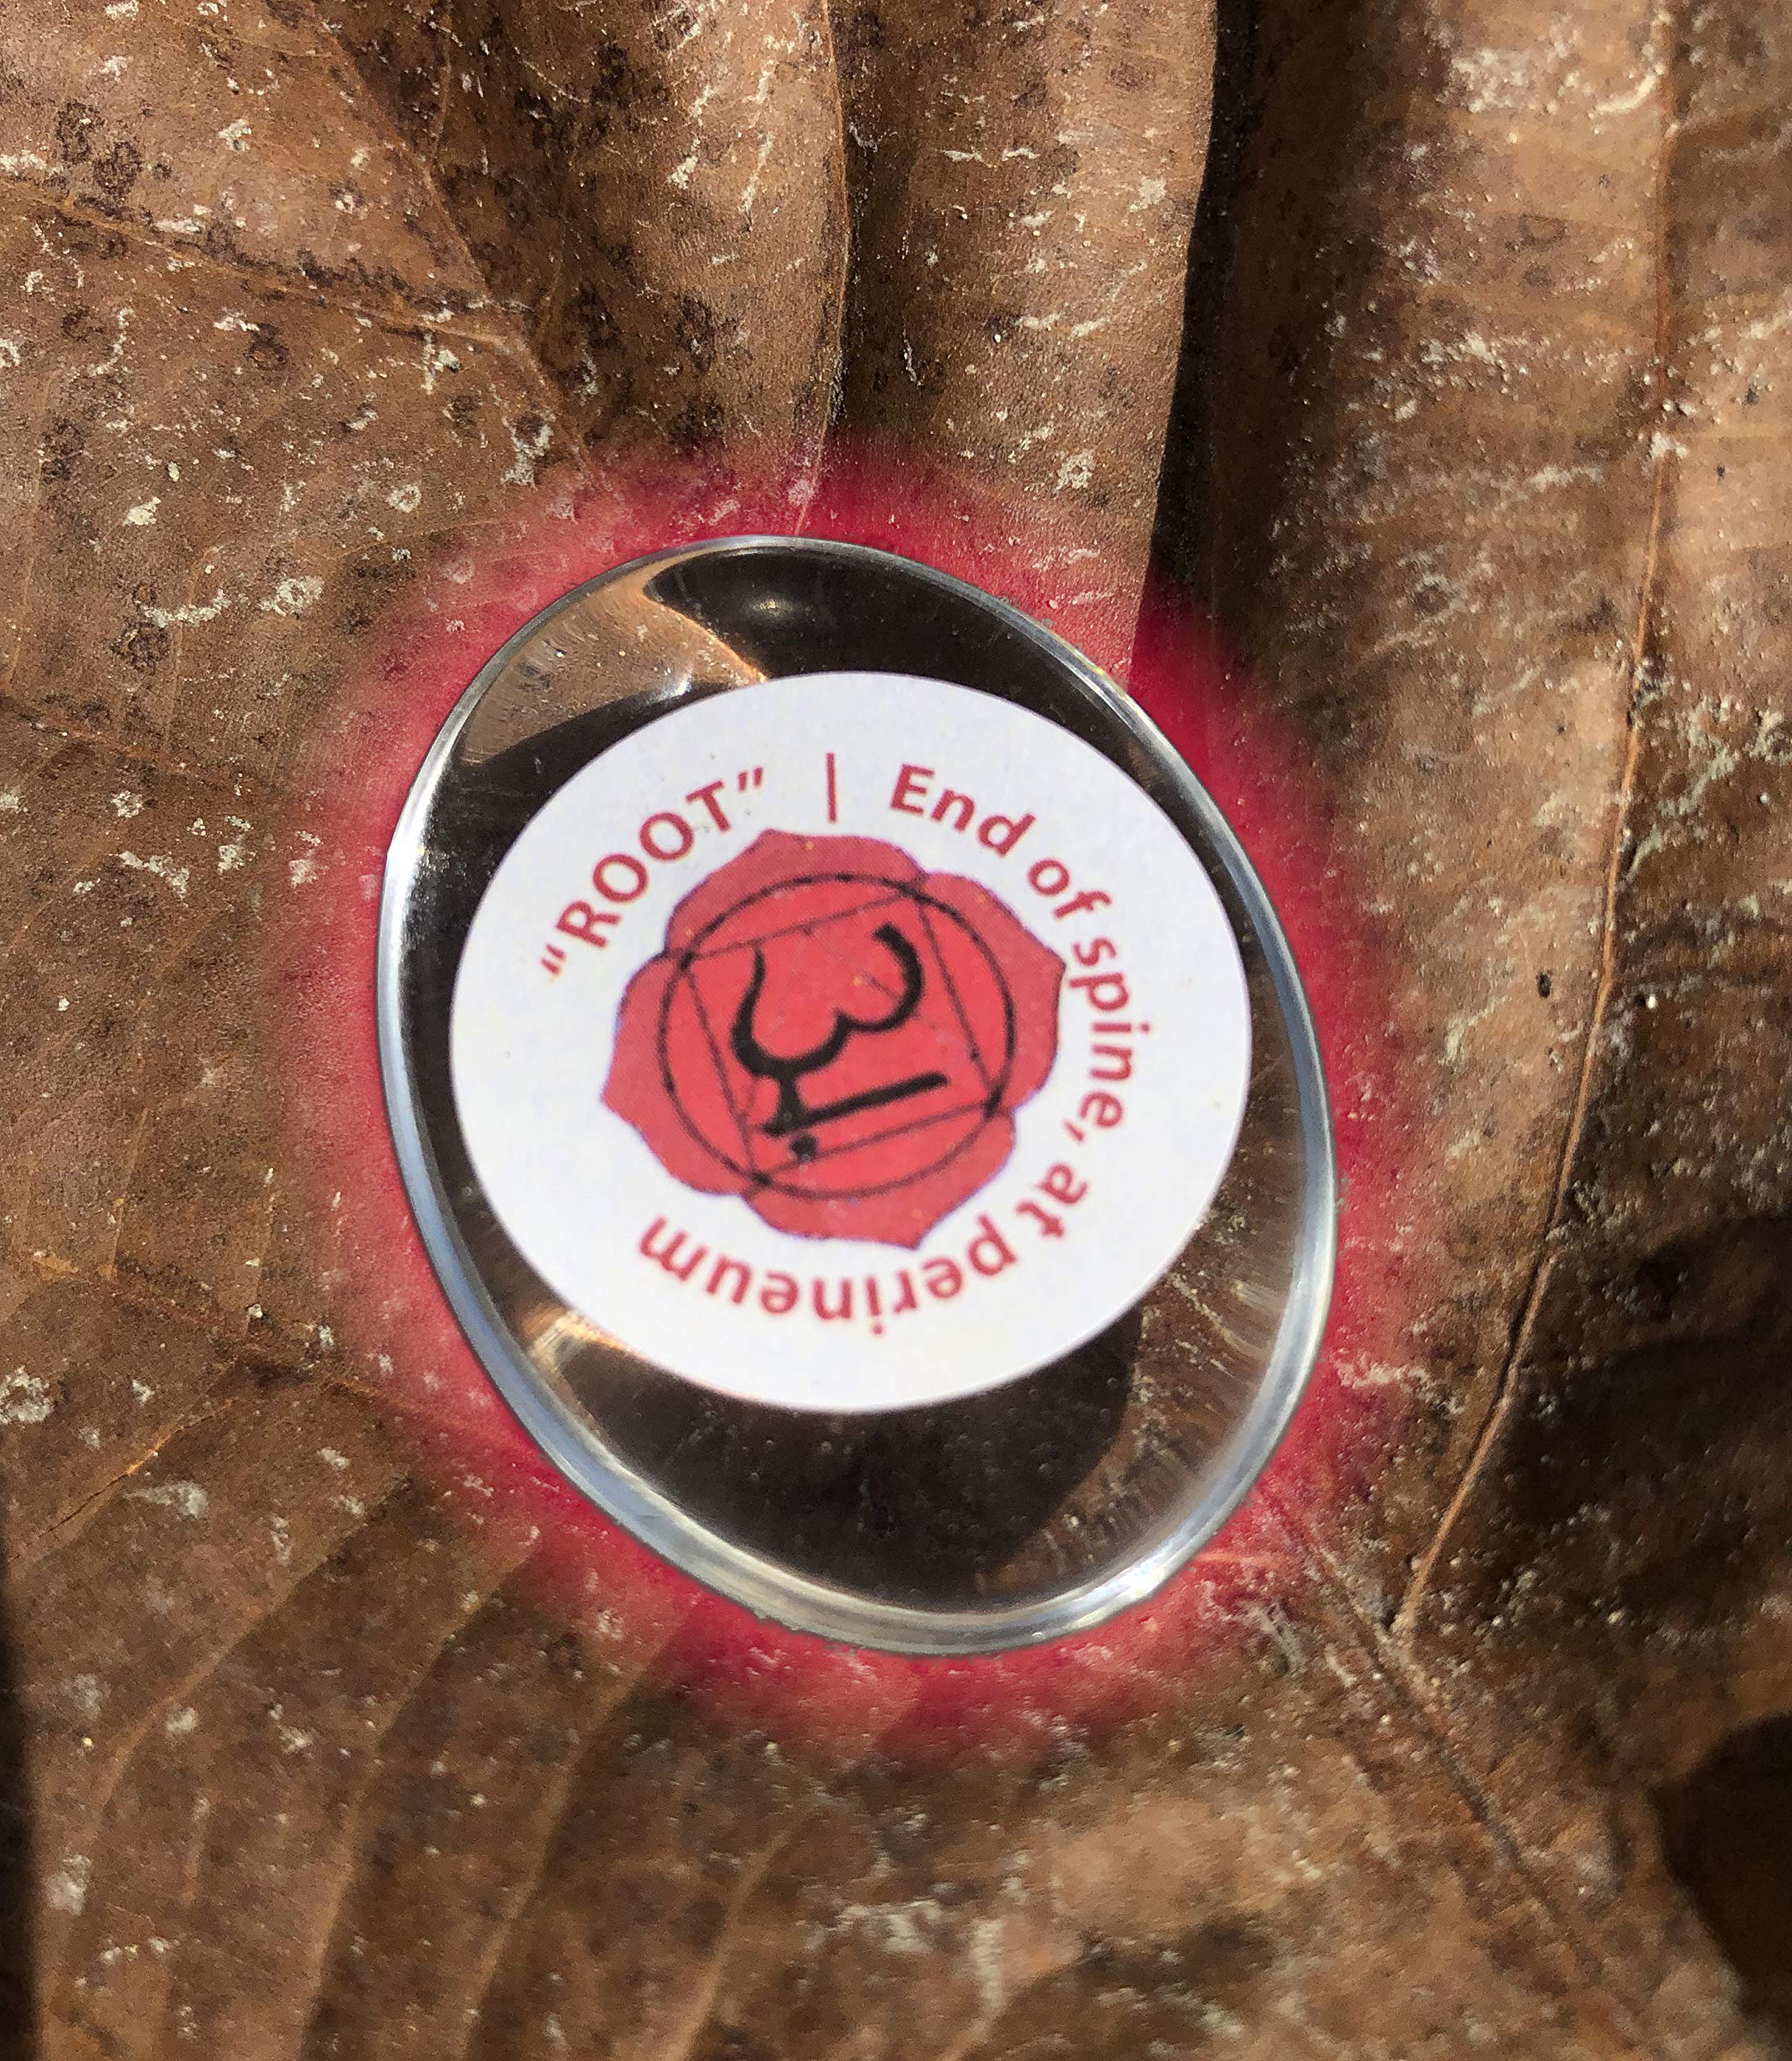 "ROOT" | End of spine, at perineum